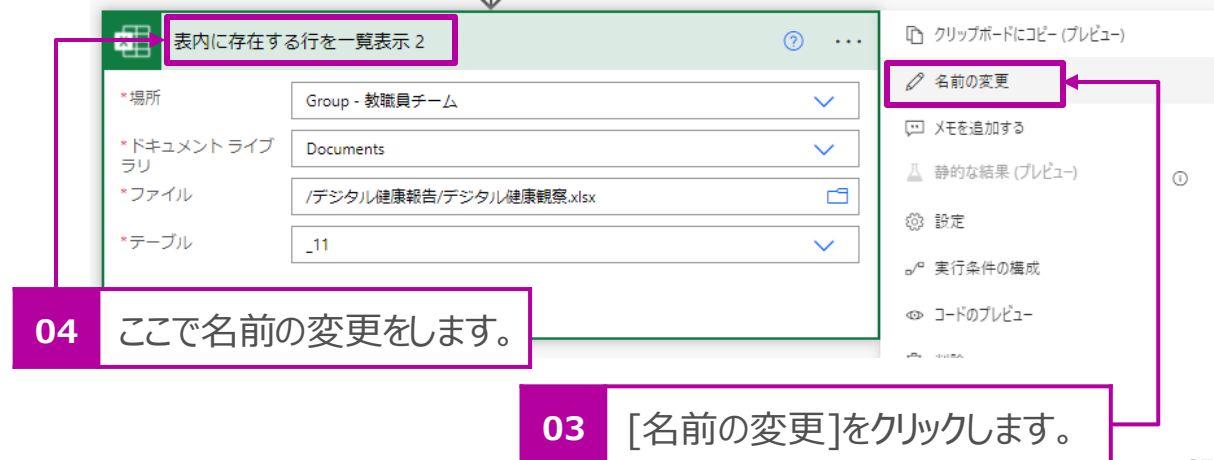 表内に存在する行を一覧表示 2
*場所
Group - 教職員チーム
*ドキュメント ライブ
ラリ
Documents
*ファイル
/デジタル健康報告/デジタル健康観察.xlsx
*テーブル
_11
クリップボードにコピー (プレビュー)
名前の変更
メモを追加する
静的な結果 (プレビュー)
設定
実行条件の構成
コードのプレビュー
04 ここで名前の変更をします。
03 [名前の変更]をクリックします。